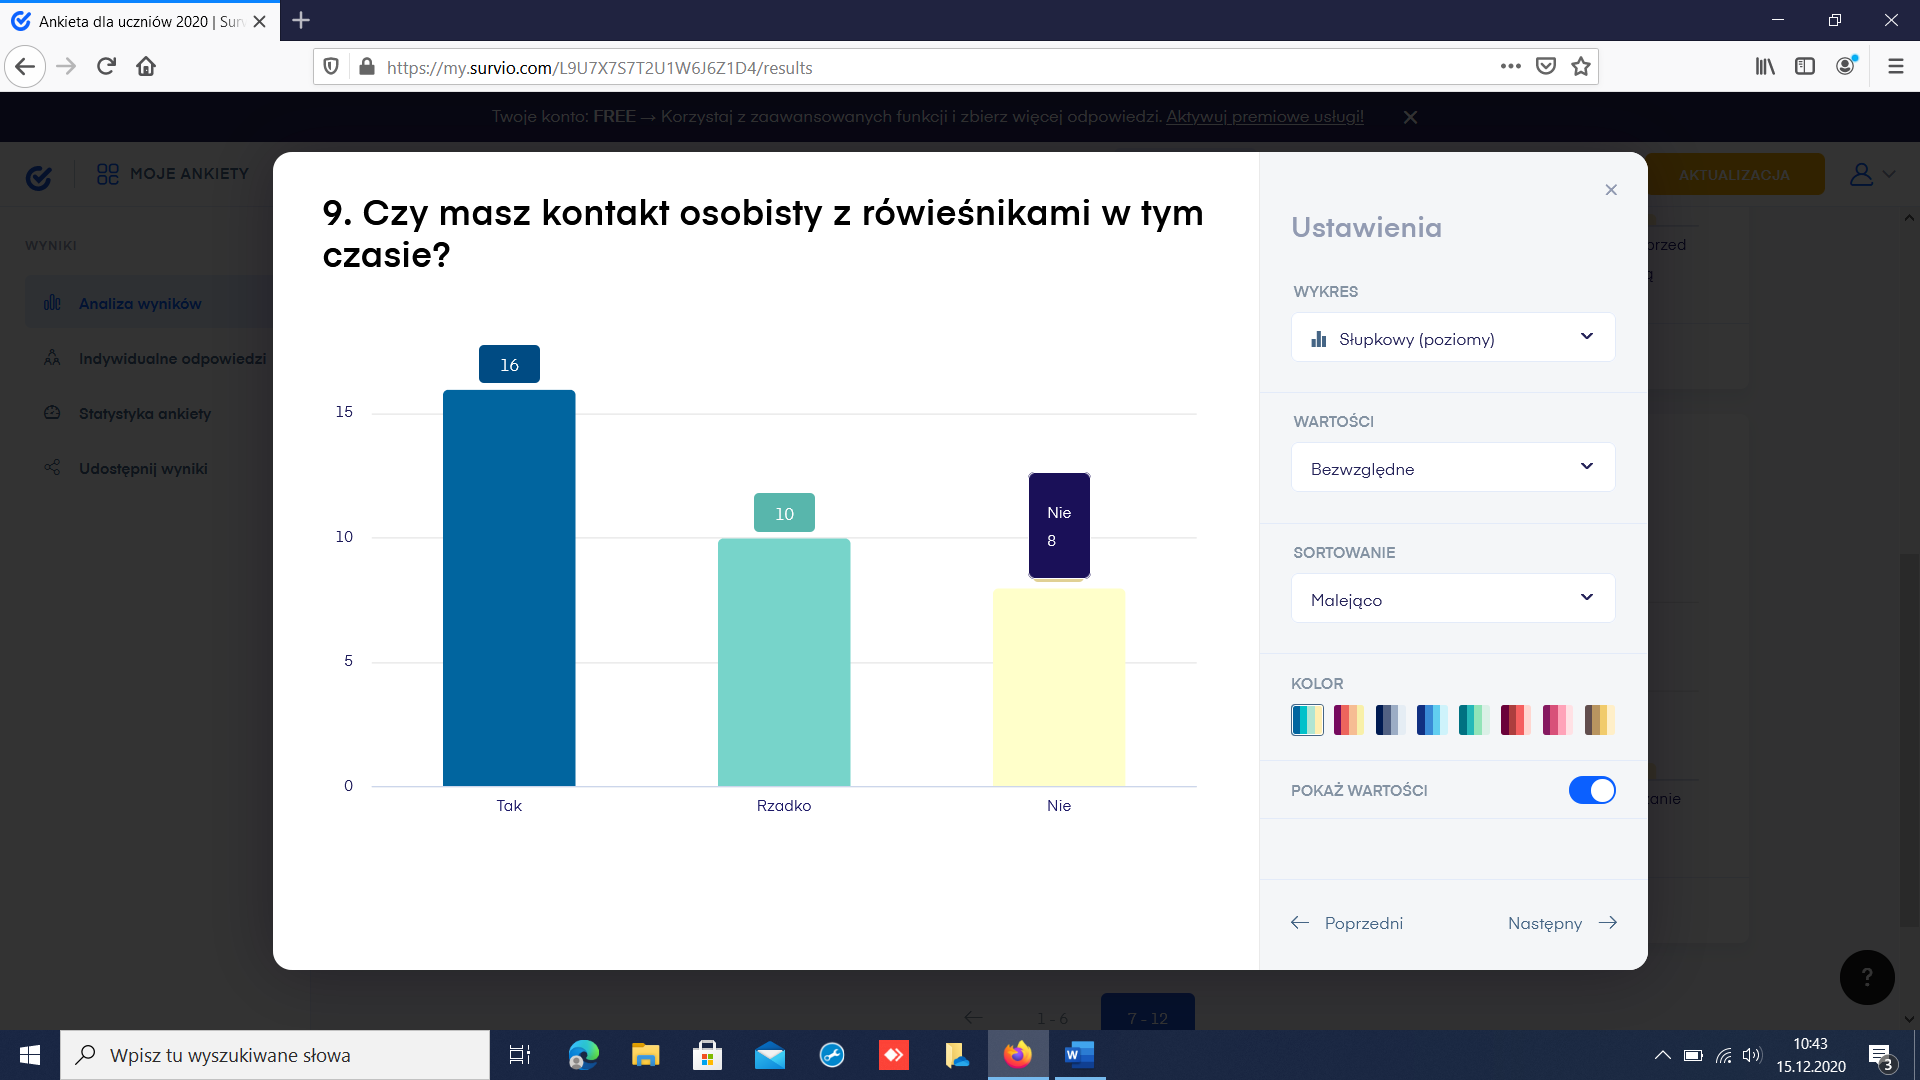 Ankieta dla uczniów 2020 | Surv
https://my.survio.com/L9U7X7S7T2U1W6J6Z1D4/results
Twoje konto: FREE → Korzystaj z zaawansowanych funkcji i zbierz więcej odpowiedzi. Aktywuj premiowe usługi!
MOJE ANKIETY
AKTUALIZACJA
WYNIKI
Analiza wyników
Indywidualne odpowiedzi
Statystyka ankiety
Udostępnij wyniki
9. Czy masz kontakt osobisty z rówieśnikami w tym
czasie?
16
15
10
10
Nie
8
5
0
Tak
Rzadko
Nie
Ustawienia
WYKRES
Słupkowy (poziomy)
WARTOŚCI
Bezwzględne
SORTOWANIE
Malejąco
KOLOR
POKAŻ WARTOŚCI
Poprzedni
Następny
1 - 6
7 - 12
?
Wpisz tu wyszukiwane słowa
10:43
15.12.2020
3